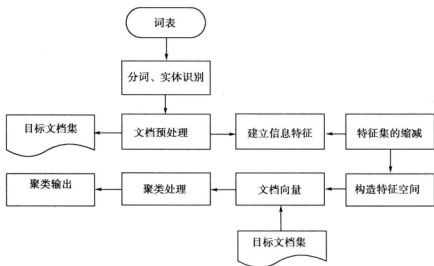 词表
分词、实体识别
目标文档集
文档预处理
建立信息特征
特征集的缩减
聚类输出
聚类处理
文档向量
构造特征空间
目标文档集